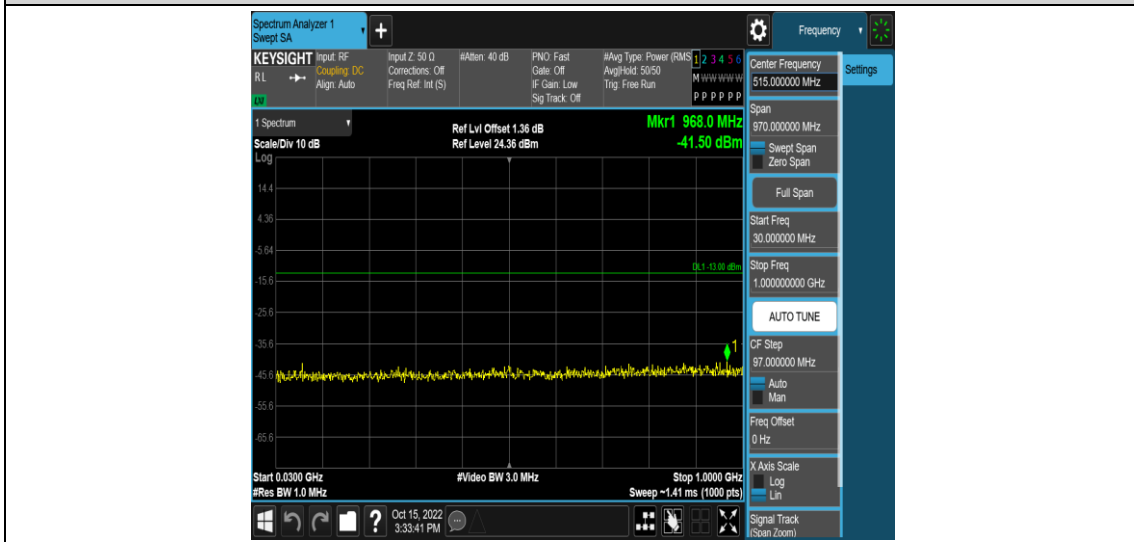 Spectrum Analyzer 1
Swept SA
+
Frequency
KEYSIGHT
RL
LXI
Input: RF
Coupling: DC
Align: Auto
Input Z: 50 Ω
Corrections: Off
Freq Ref: Int (S)
#Atten: 40 dB
PNO: Fast
Gate: Off
IF Gain: Low
Sig Track: Off
#Avg Type: Power (RMS
Avg|Hold: 50/50
Trig: Free Run
1 2 3 4 5 6
M W W W W W
P P P P P P
Center Frequency
515.000000 MHz
Settings
1 Spectrum
Scale/Div 10 dB
Log
Ref Lvl Offset 1.36 dB
Ref Level 24.36 dBm
Mkr1 968.0 MHz
-41.50 dBm
14.4
4.36
-5.64
-15.6
-25.6
-35.6
-45.6
-55.6
-65.6
DL1 -13.00 dBm
1
Start 0.0300 GHz
#Res BW 1.0 MHz
#Video BW 3.0 MHz
Stop 1.0000 GHz
Sweep ~1.41 ms (1000 pts)
Span
970.000000 MHz
Swept Span
Zero Span
Full Span
Start Freq
30.000000 MHz
Stop Freq
1.000000000 GHz
AUTO TUNE
CF Step
97.000000 MHz
Auto
Man
Freq Offset
0 Hz
X Axis Scale
Log
Lin
Signal Track
(Span Zoom)
?
Oct 15, 2022
3:33:41 PM